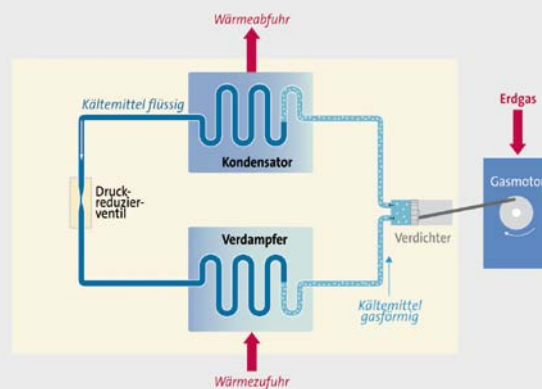 Wärmeabfuhr
Kältemittel flüssig
Kondensator
Erdgas
Gasmotor
Druck-
reduzier-
ventil
Verdichter
Verdampfer
Kältemittel
gasförmig
Wärmezufuhr